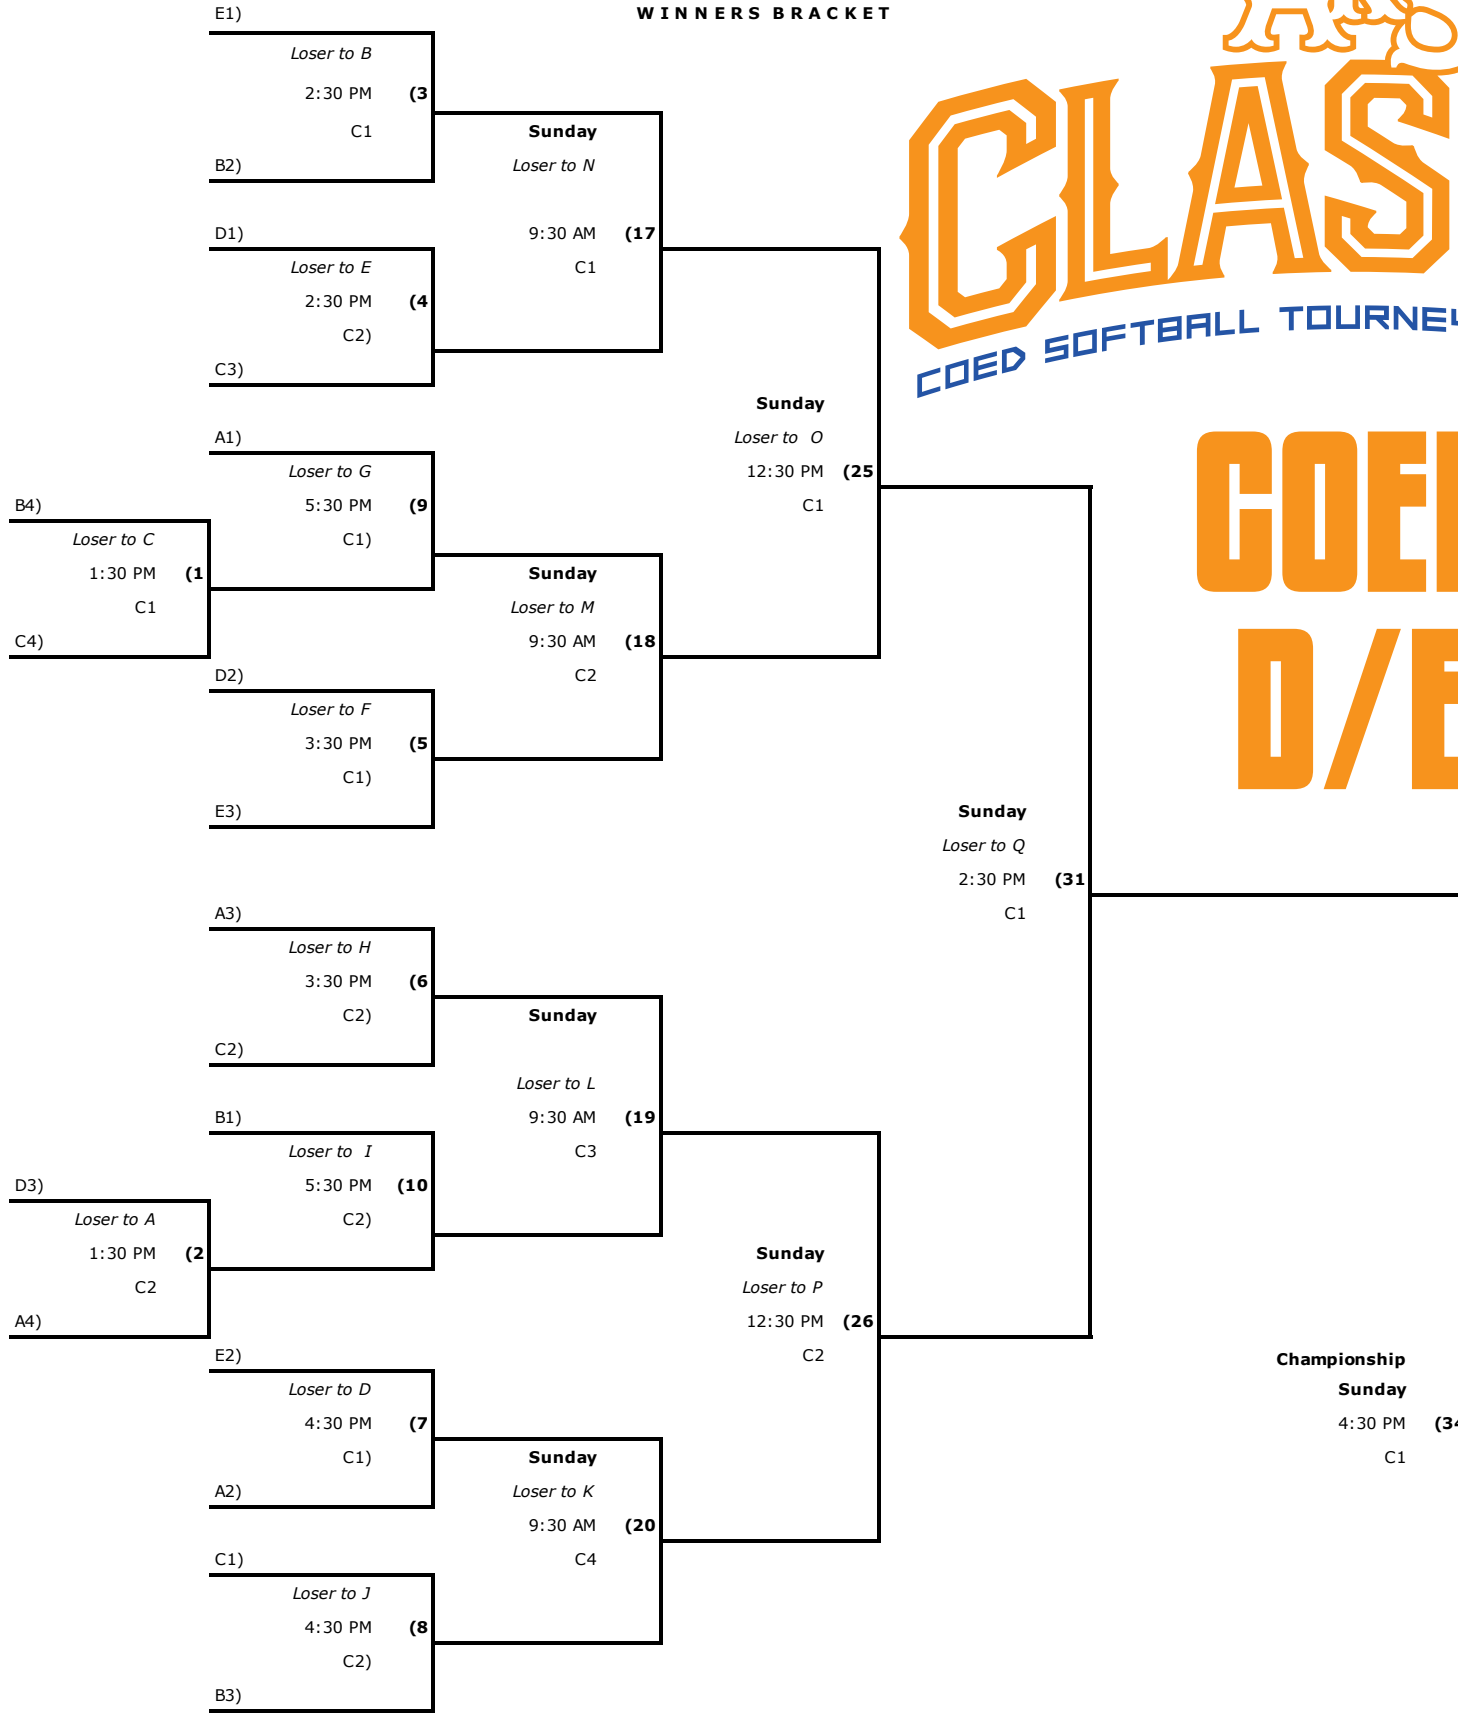 E1)
WINNERS BRACKET
Loser to B
2:30 PM (3
C1
B2)
Sunday
Loser to N
9:30 AM (17
C1
D1)
Loser to E
2:30 PM (4
C2)
C3)
COED SOFTBALL
Sunday
Loser to O
12:30 PM (25
C1
A1)
Loser to G
5:30 PM (9
C1)
B4)
Loser to C
1:30 PM (1
C1
C4)
Sunday
Loser to M
9:30 AM (18
C2
D2)
Loser to F
3:30 PM (5
C1)
E3)
Sunday
Loser to Q
2:30 PM (31
C1
A3)
Loser to H
3:30 PM (6
C2)
C2)
Sunday
Loser to L
9:30 AM (19
C3
B1)
Loser to I
5:30 PM (10
C2)
D3)
Loser to A
1:30 PM (2
C2
A4)
Sunday
Loser to P
12:30 PM (26
C2
E2)
Loser to D
4:30 PM (7
C1)
A2)
Sunday
Loser to K
9:30 AM (20
C4
C1)
Loser to J
4:30 PM (8
C2)
B3)
Championship
Sunday
4:30 PM (34
C1